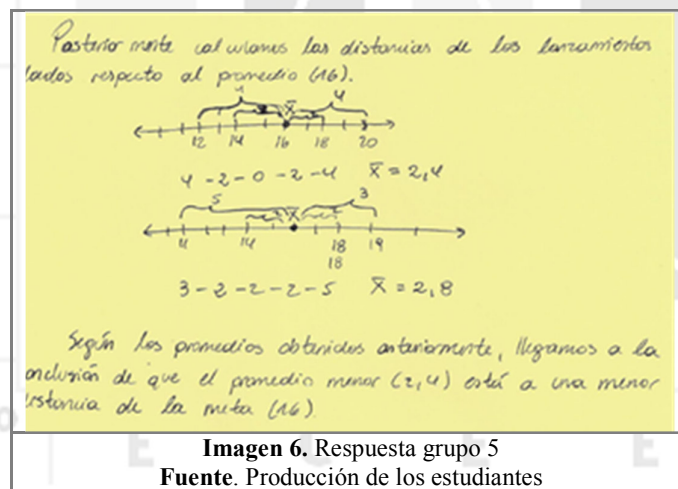 Posteriormente calculamos las distancias de los lanzamientos
dados respecto al promedio (16).
4 4
X̄
12 14 16 18 20
4 - 2 - 0 - 2 - 4 X̄ = 2,4
5 3
X̄
11 14 18 19
18
3 - 2 - 2 - 2 - 5 X̄ = 2,8
Según los promedios obtenidos anteriormente, llegamos a la
onclusión de que el promedio menor (2,4) está a una menor
istancia de la meta (16).
Imagen 6. Respuesta grupo 5
Fuente. Producción de los estudiantes